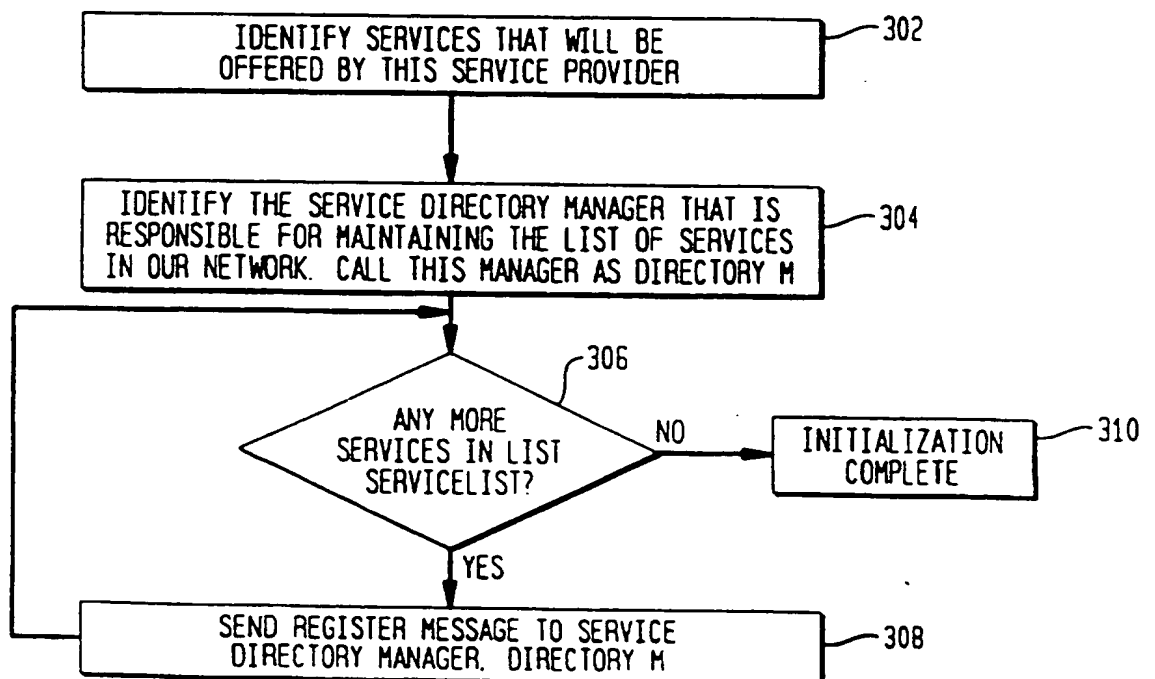 IDENTIFY SERVICES THAT WILL BE
OFFERED BY THIS SERVICE PROVIDER
302
IDENTIFY THE SERVICE DIRECTORY MANAGER THAT IS
RESPONSIBLE FOR MAINTAINING THE LIST OF SERVICES
IN OUR NETWORK. CALL THIS MANAGER AS DIRECTORY M
304
306
ANY MORE
SERVICES IN LIST
SERVICELIST?
NO
INITIALIZATION
COMPLETE
310
YES
SEND REGISTER MESSAGE TO SERVICE
DIRECTORY MANAGER. DIRECTORY M
308